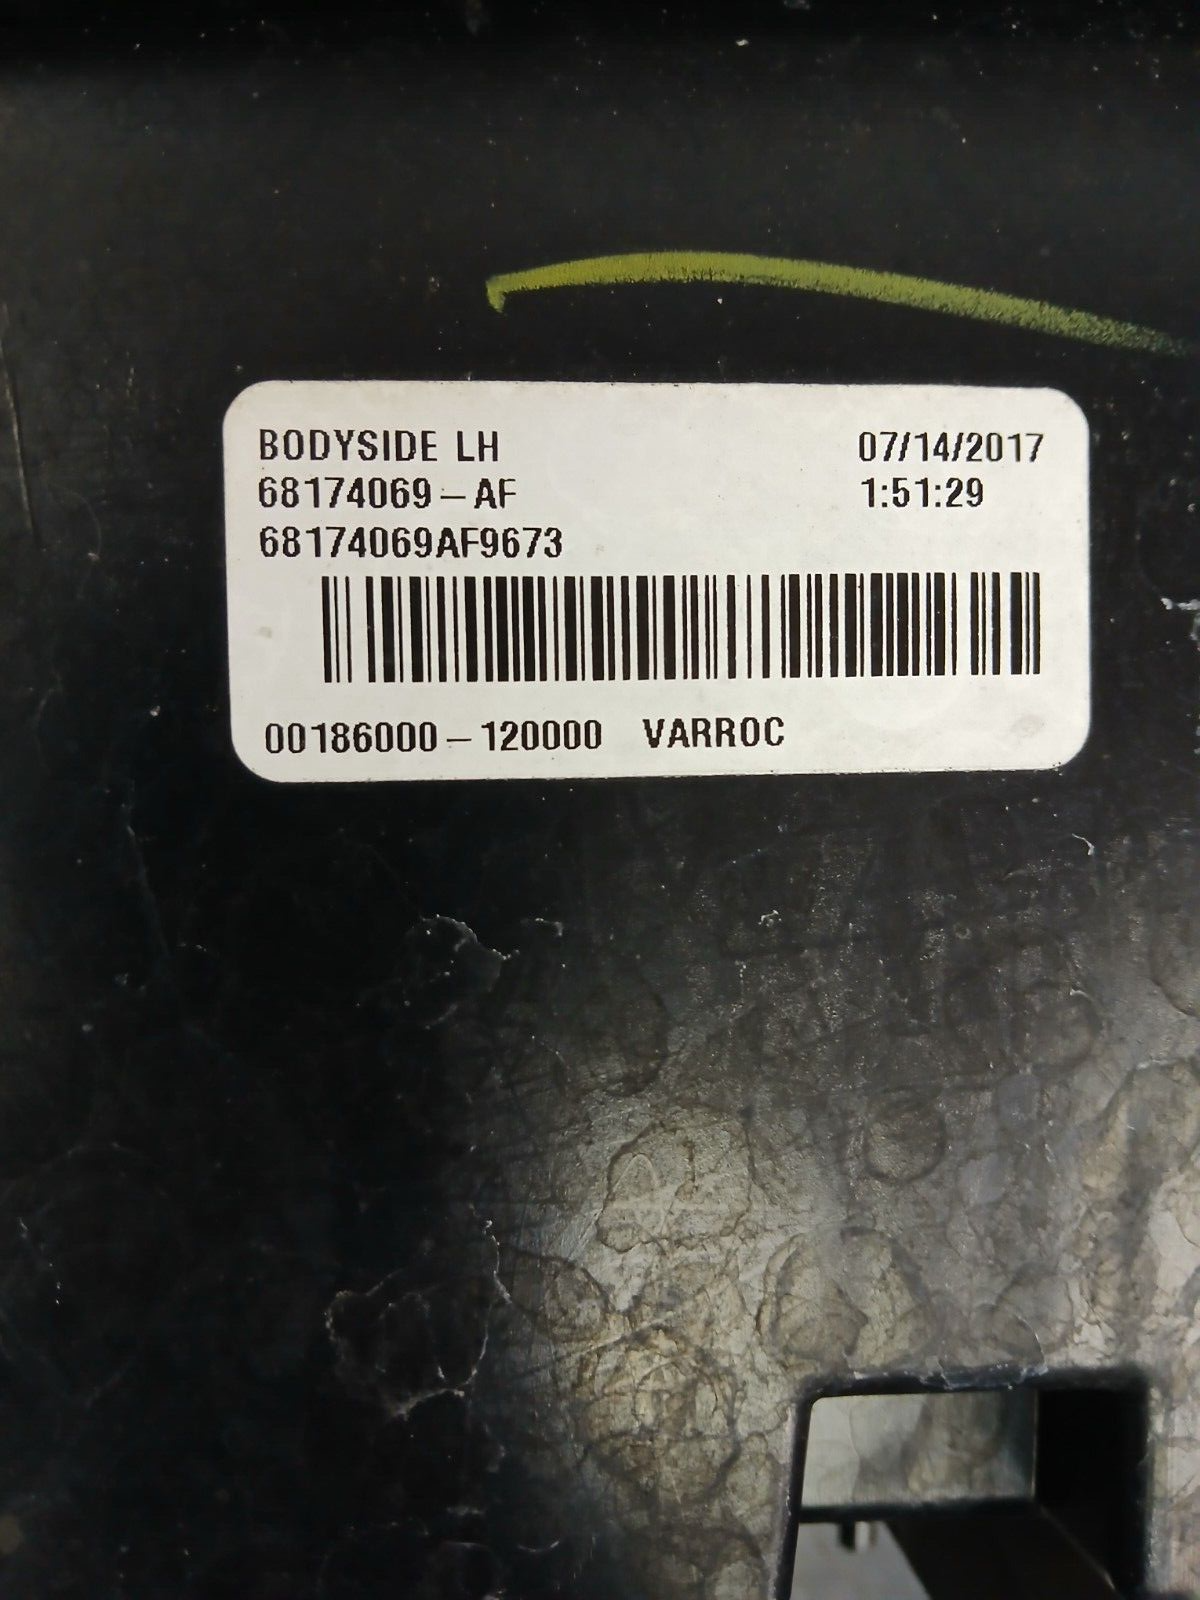 BODYSIDE LH 07/14/2017
68174069-AF 1:51:29
68174069AF9673
00186000-120000 VARROC